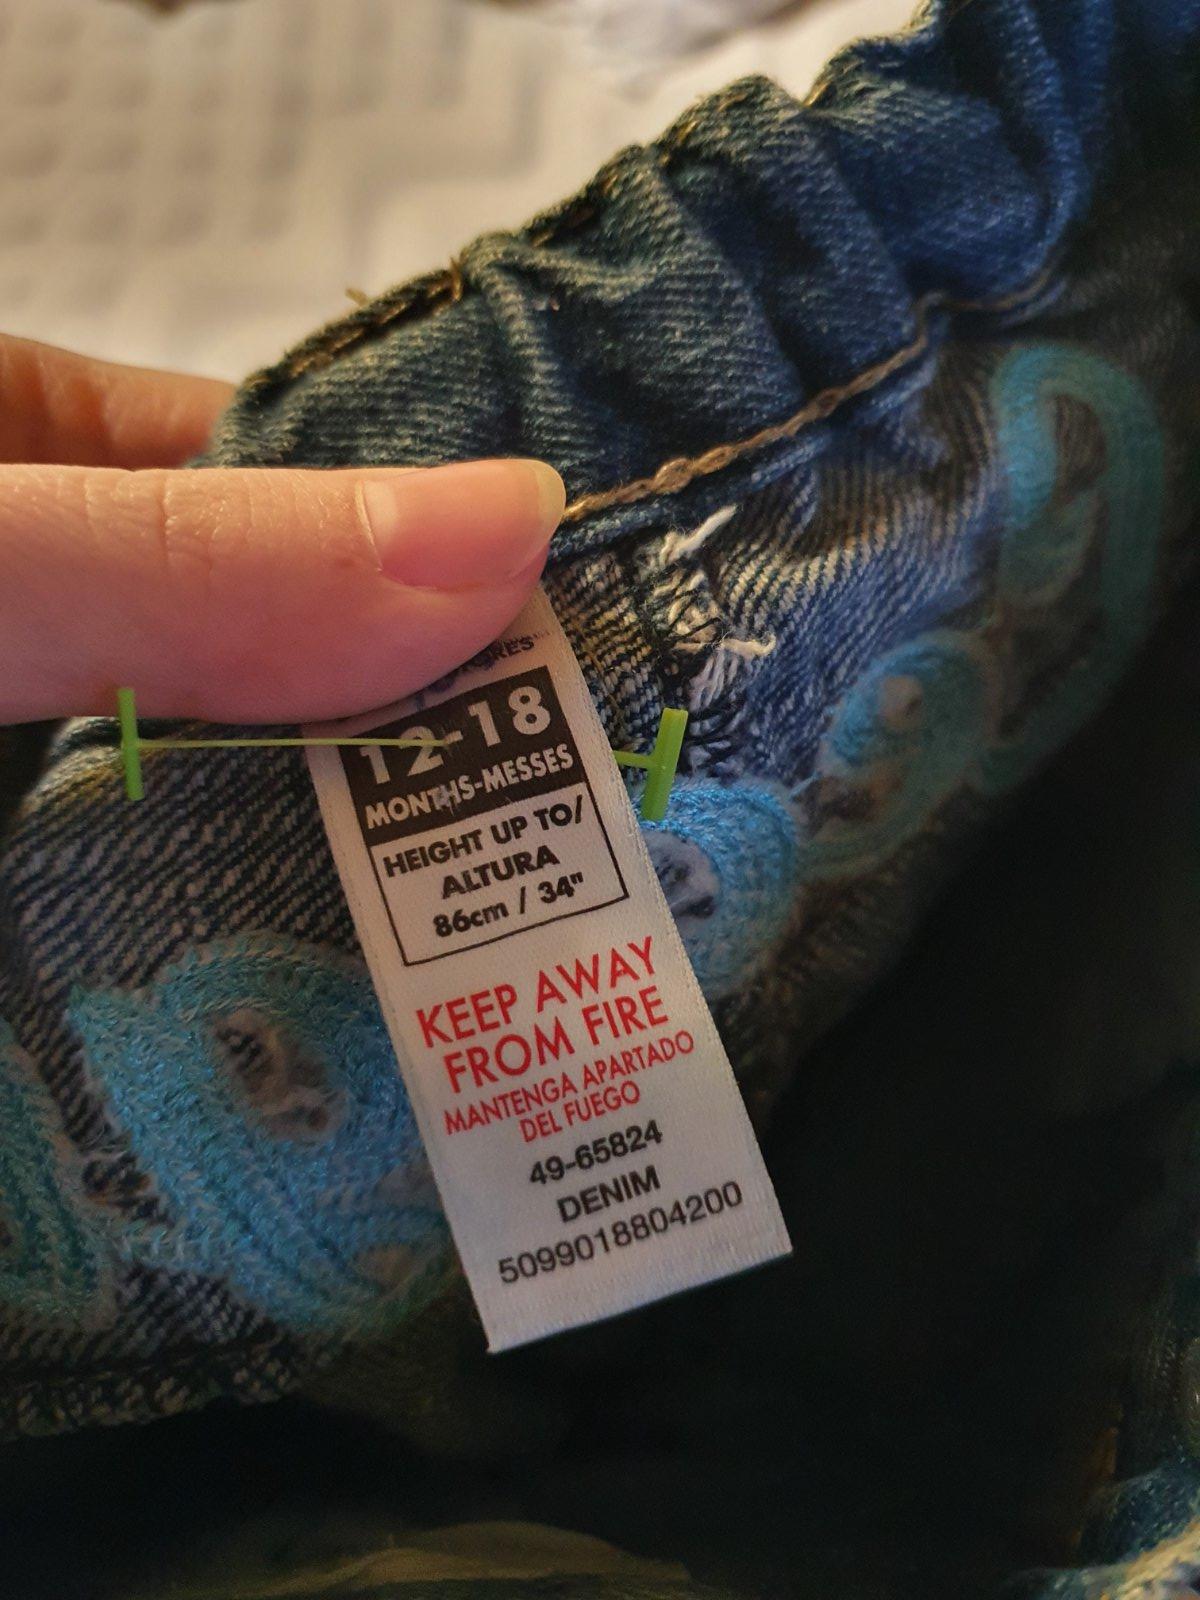 12-18
MONTHS-MESSES
HEIGHT UP TO/
ALTURA
86cm / 34"
KEEP AWAY
FROM FIRE
MANTENGA APARTADO
DEL FUEGO
49-65824
DENIM
5099018804200